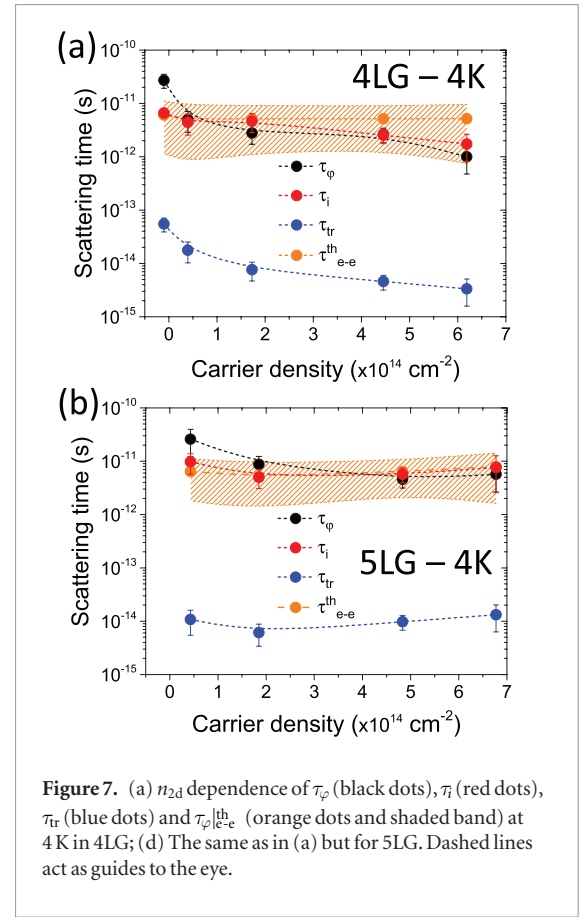 (a)
4LG – 4K
10⁻¹⁰
10⁻¹¹
10⁻¹²
10⁻¹³
10⁻¹⁴
10⁻¹⁵
Scattering time (s)
τφ
τi
τtr
τth e-e
0 1 2 3 4 5 6 7
Carrier density (x10¹⁴ cm⁻²)
(b)
10⁻¹⁰
10⁻¹¹
10⁻¹²
10⁻¹³
10⁻¹⁴
10⁻¹⁵
Scattering time (s)
τφ
τi
τtr
τth e-e
5LG – 4K
0 1 2 3 4 5 6 7
Carrier density (x10¹⁴ cm⁻²)
Figure 7. (a) n2d dependence of τφ (black dots), τi (red dots),
τtr (blue dots) and τφ|th e-e (orange dots and shaded band) at
4 K in 4LG; (d) The same as in (a) but for 5LG. Dashed lines
act as guides to the eye.